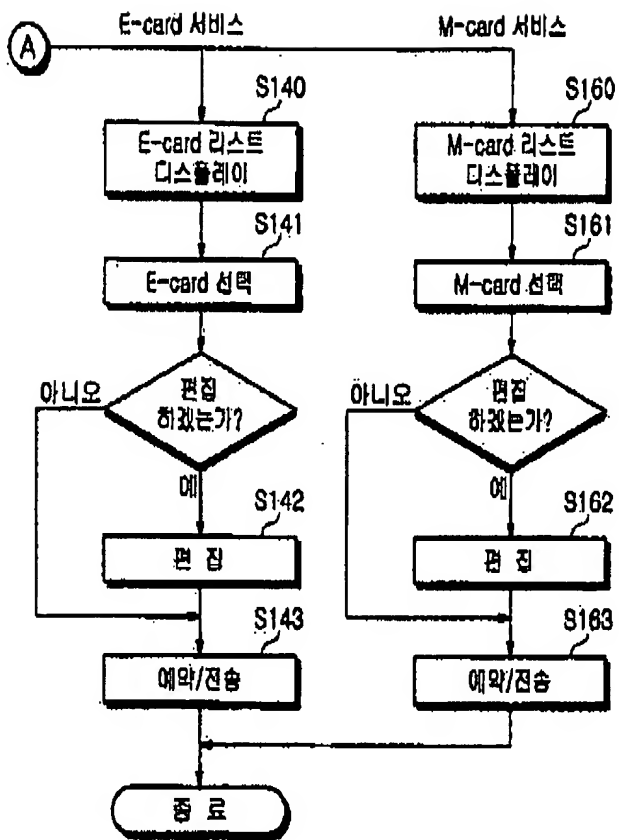 E-card 서비스
M-card 서비스
A
S140
E-card 리스트
디스플레이
S141
E-card 선택
편집
하겠는가?
아니오
예
S142
편 집
S143
예약/전송
S160
M-card 리스트
디스플레이
S161
M-card 선택
편집
하겠는가?
아니오
예
S162
편 집
S163
예약/전송
종 료